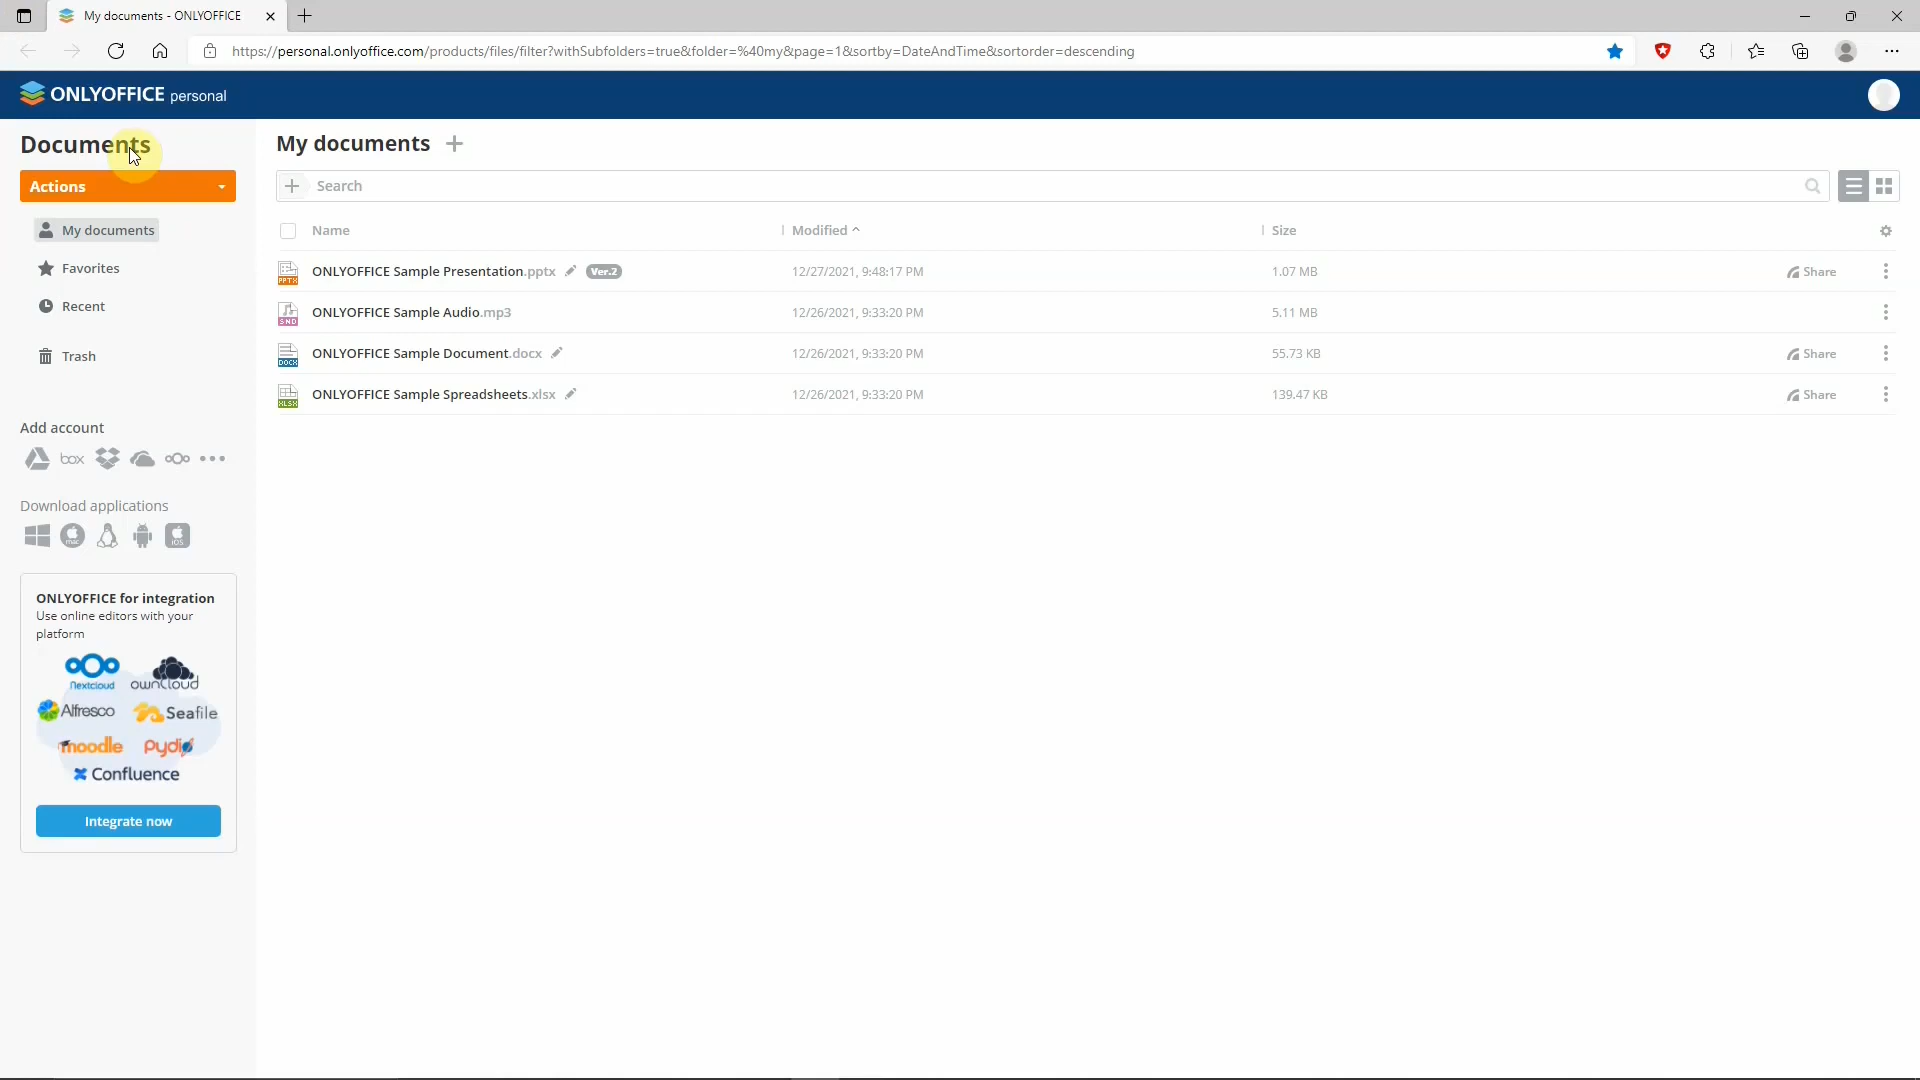 My documents - ONLYOFFICE
https://personal.onlyoffice.com/products/files/filter?withSubfolders=true&folder=%40my&page=1&sortby=DateAndTime&sortorder=descending
ONLYOFFICE personal
Documents
Actions
My documents
Favorites
Recent
Trash
Add account
box
Download applications
mac
iOS
ONLYOFFICE for integration
Use online editors with your
platform
Nextcloud
ownCloud
Alfresco
Seafile
moodle
pydio
Confluence
Integrate now
My documents
Search
Name
Modified
Size
PPTX
ONLYOFFICE Sample Presentation.pptx
Ver.2
12/27/2021, 9:48:17 PM
1.07 MB
Share
SND
ONLYOFFICE Sample Audio.mp3
12/26/2021, 9:33:20 PM
5.11 MB
DOCX
ONLYOFFICE Sample Document.docx
12/26/2021, 9:33:20 PM
55.73 KB
Share
XLSX
ONLYOFFICE Sample Spreadsheets.xlsx
12/26/2021, 9:33:20 PM
139.47 KB
Share